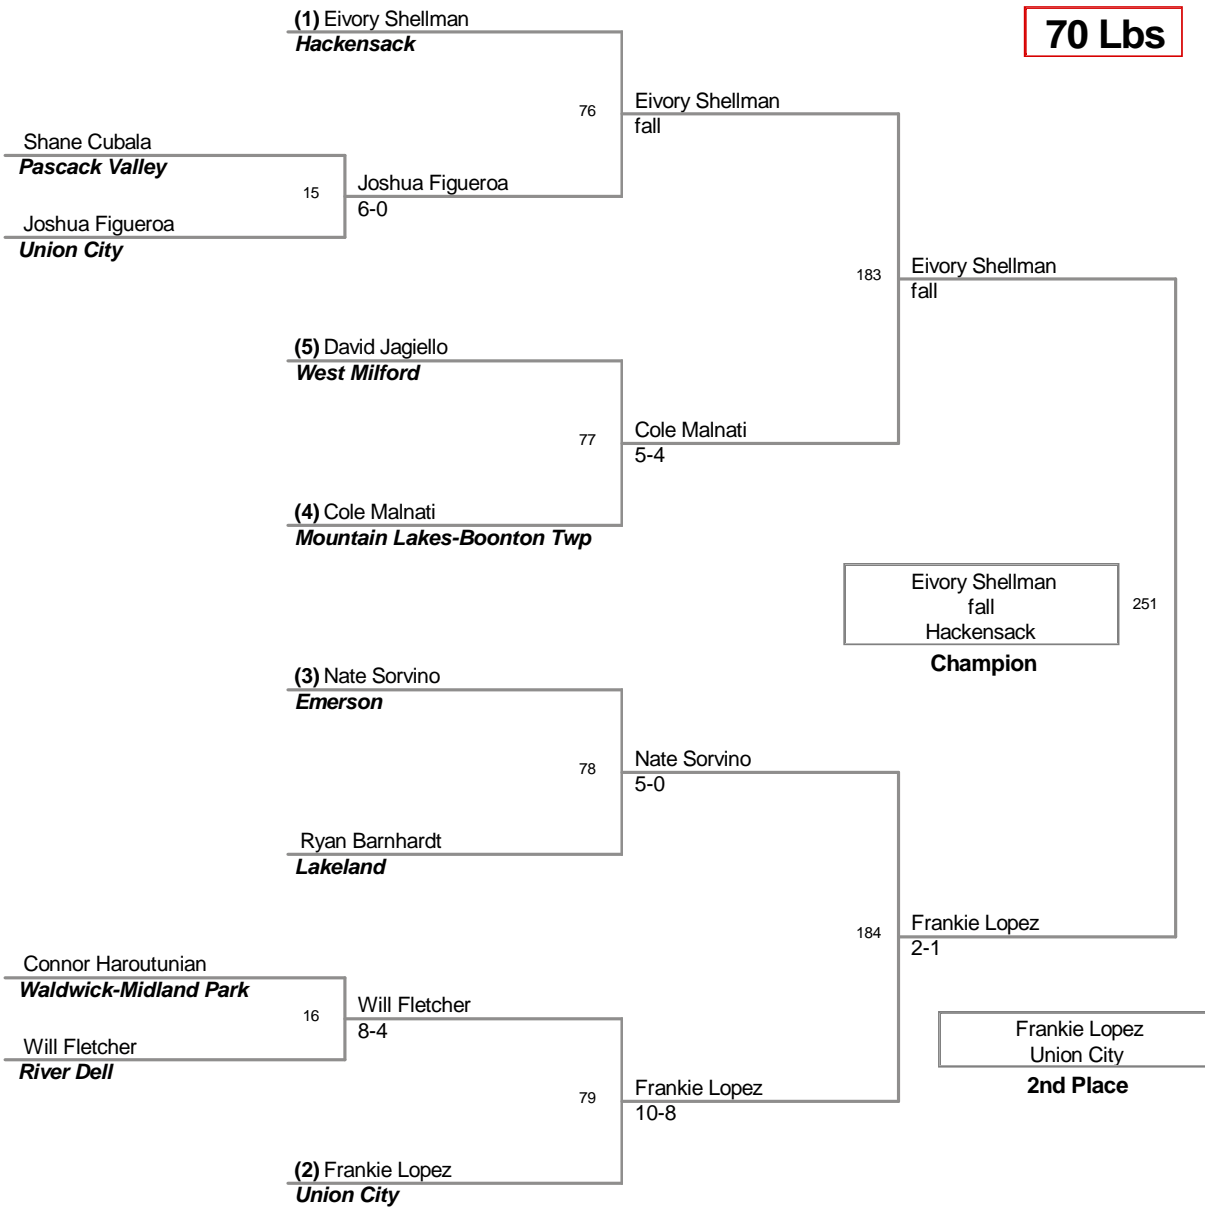 (1) Eivory Shellman
Hackensack
70 Lbs
76
Eivory Shellman
fall
Shane Cubala
Pascack Valley
15
Joshua Figueroa
6-0
Joshua Figueroa
Union City
183
Eivory Shellman
fall
(5) David Jagiello
West Milford
77
Cole Malnati
5-4
(4) Cole Malnati
Mountain Lakes-Boonton Twp
Eivory Shellman
fall
Hackensack
251
Champion
(3) Nate Sorvino
Emerson
78
Nate Sorvino
5-0
Ryan Barnhardt
Lakeland
184
Frankie Lopez
2-1
Connor Haroutunian
Waldwick-Midland Park
16
Will Fletcher
8-4
Will Fletcher
River Dell
Frankie Lopez
Union City
2nd Place
79
Frankie Lopez
10-8
(2) Frankie Lopez
Union City